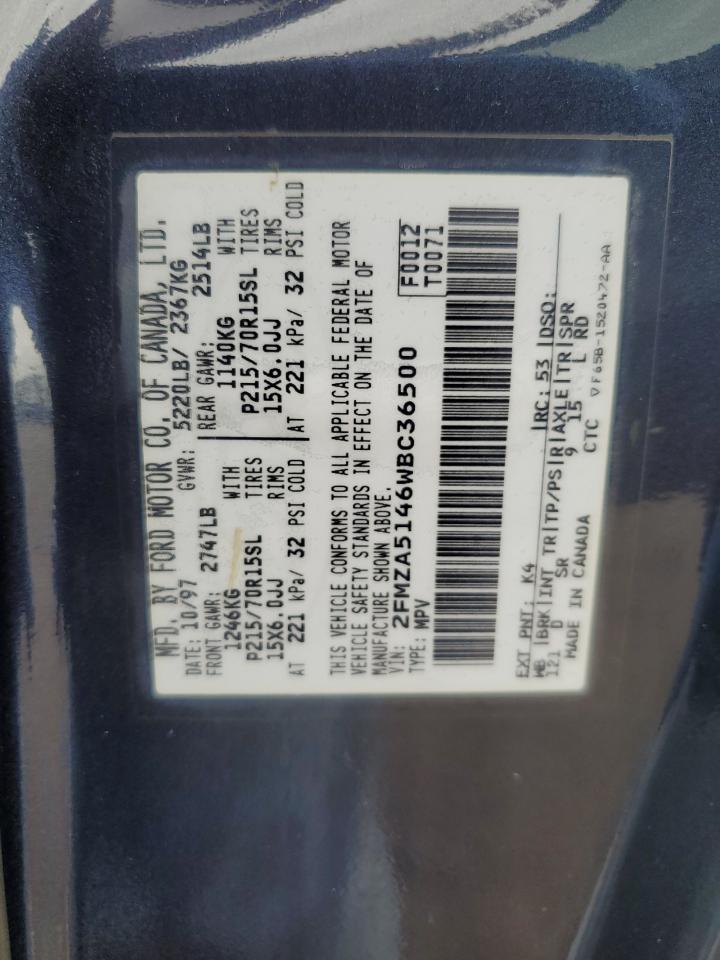 MFD. BY FORD MOTOR CO. OF CANADA, LTD.
DATE: 10/97 GVWR: 5220LB/ 2367KG
FRONT GAWR: 2747LB REAR GAWR: 2514LB
1246KG WITH 1140KG WITH
P215/70R15SL TIRES P215/70R15SL TIRES
15X6.0JJ RIMS 15X6.0JJ RIMS
AT 221 kPa/ 32 PSI COLD AT 221 kPa/ 32 PSI COLD
THIS VEHICLE CONFORMS TO ALL APPLICABLE FEDERAL MOTOR
VEHICLE SAFETY STANDARDS IN EFFECT ON THE DATE OF
MANUFACTURE SHOWN ABOVE.
VIN: 2FMZA5146WBC36500 F0012
TYPE: MPV T0071
EXT PNT: K4 RC: 53 DSO:
WB BRK INT TR TP/PS R AXLE TR SPR
121 D SR 9 15 L RD
MADE IN CANADA CTC VF65B-1520472-AA